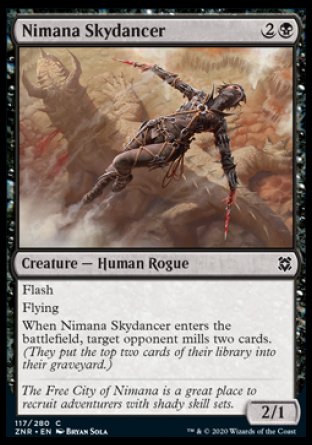 Nimana Skydancer 2
Creature — Human Rogue
Flash
Flying
When Nimana Skydancer enters the
battlefield, target opponent mills two cards.
(They put the top two cards of their library into
their graveyard.)
The Free City of Nimana is a great place to
recruit adventurers with shady skill sets.
2/1
117/280 C
ZNR • EN BRYAN SOLA
™ & © 2020 Wizards of the Coast